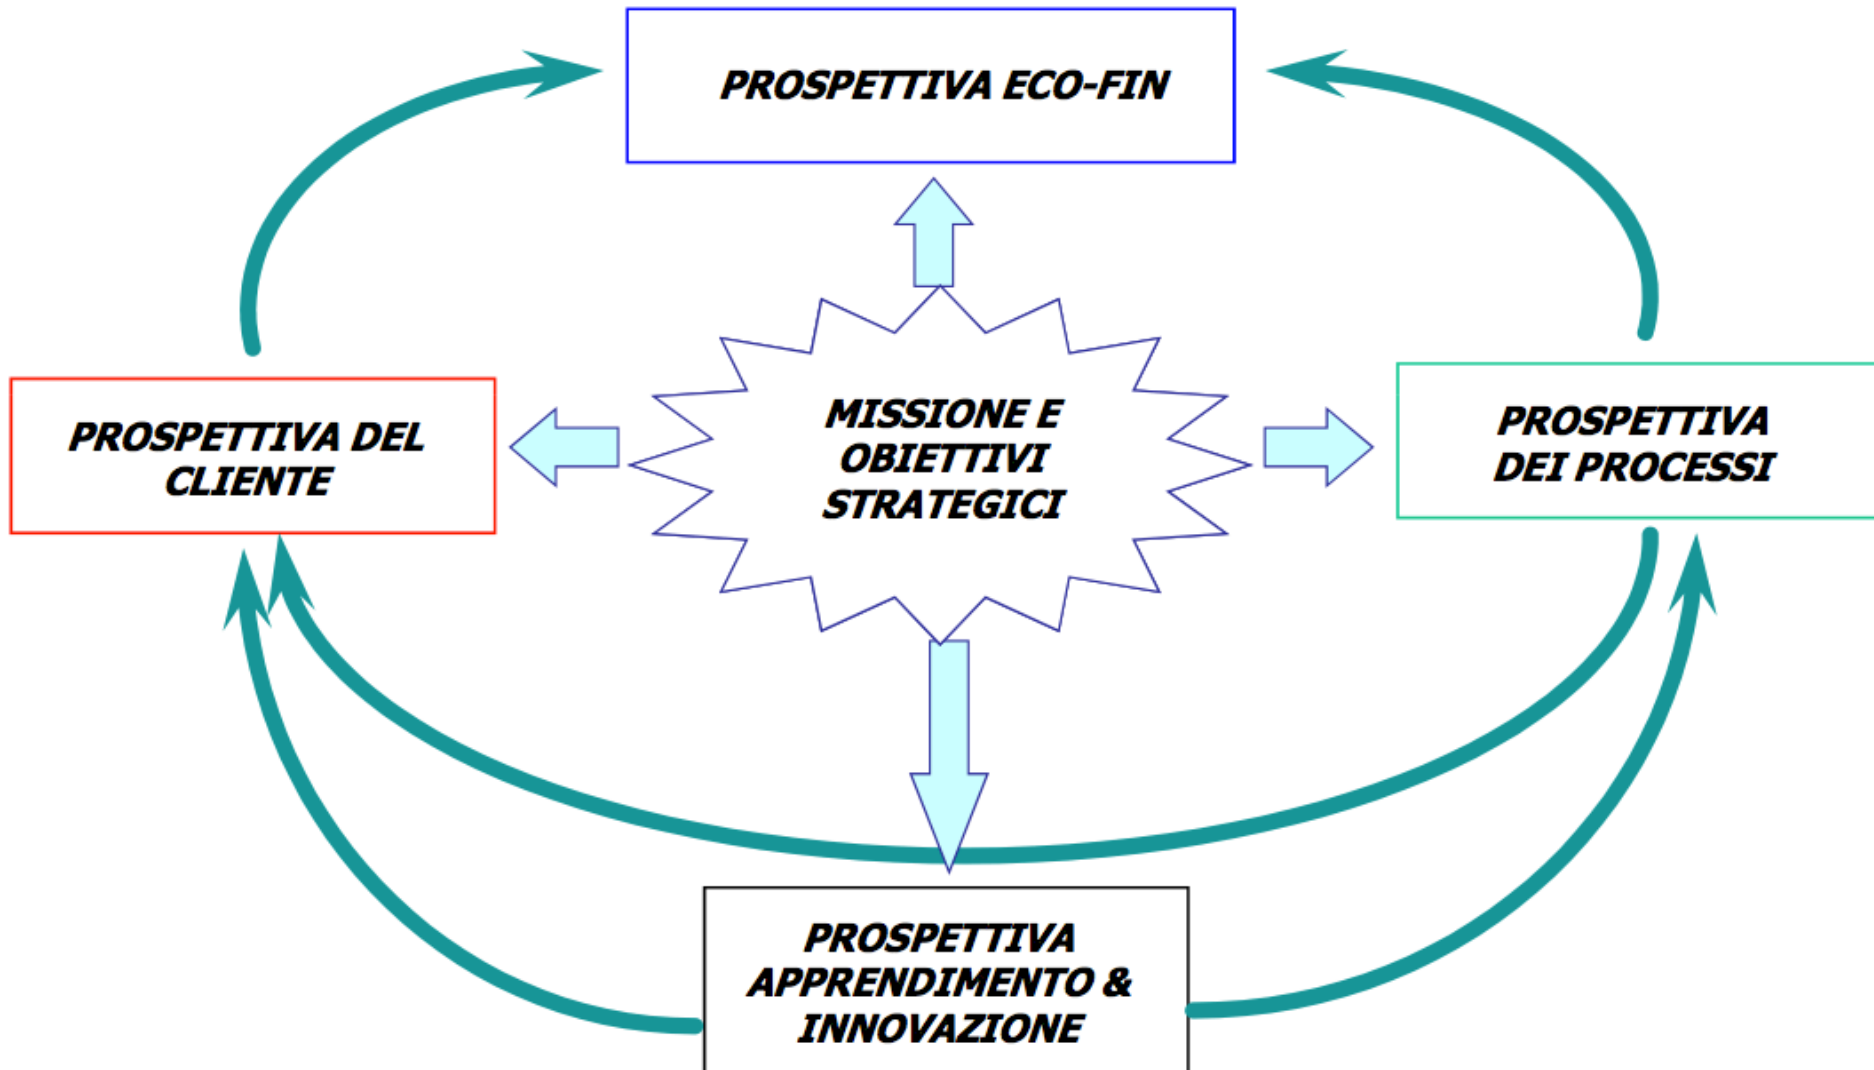 PROSPETTIVA ECO-FIN
PROSPETTIVA DEL
CLIENTE
MISSIONE E
OBIETTIVI
STRATEGICI
PROSPETTIVA
DEI PROCESSI
PROSPETTIVA
APPRENDIMENTO &
INNOVAZIONE